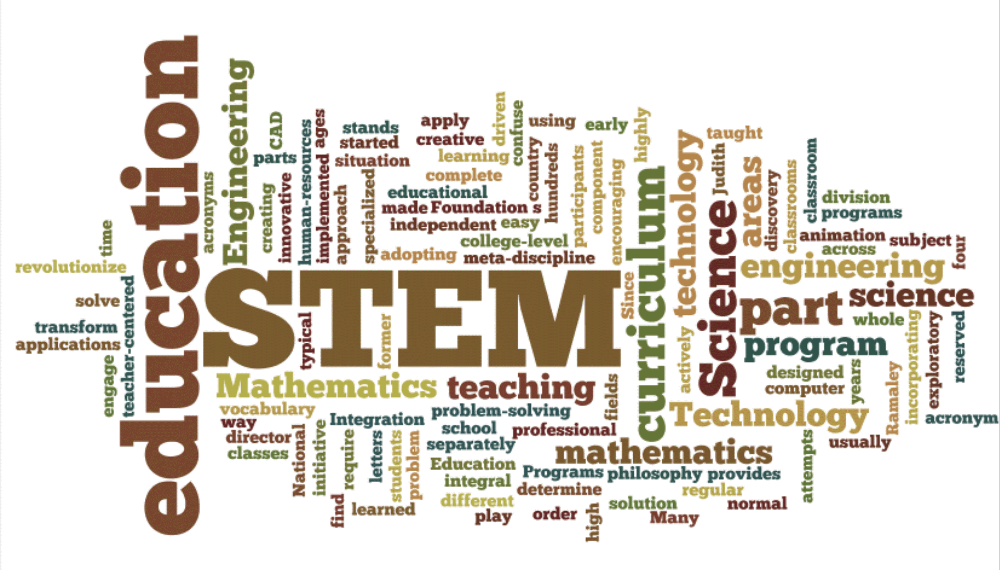 education
Engineering
acronyms
time
revolutionize
solve
transform
applications
teacher-centered
engage
CAD
parts
creating
innovative
human-resources
ages
implemented
approach
stands
started
situation
specialized
apply
creative
learning
complete
educational
made Foundation s
independent
easy
college-level
adopting
meta-discipline
driven
confuse
using
country
hundreds
early
participants
component
encouraging
highly
STEM
typical
former
Since
curriculum
technology
actively
taught
Judith
Science
areas
discovery
classrooms
classroom
division
programs
animation
subject
across
four
engineering
part
science
whole
program
designed
computer
years
incorporating
exploratory
reserved
Ramaley
acronym
Technology
usually
attempts
Mathematics
teaching
fields
vocabulary
way
director
classes
National
initiative
Integration
require
letters
students
problem
find
learned
problem-solving
school
professional
separately
Education
integral
different
play
mathematics
Programs
philosophy
provides
determine
regular
order
high
solution
normal
Many